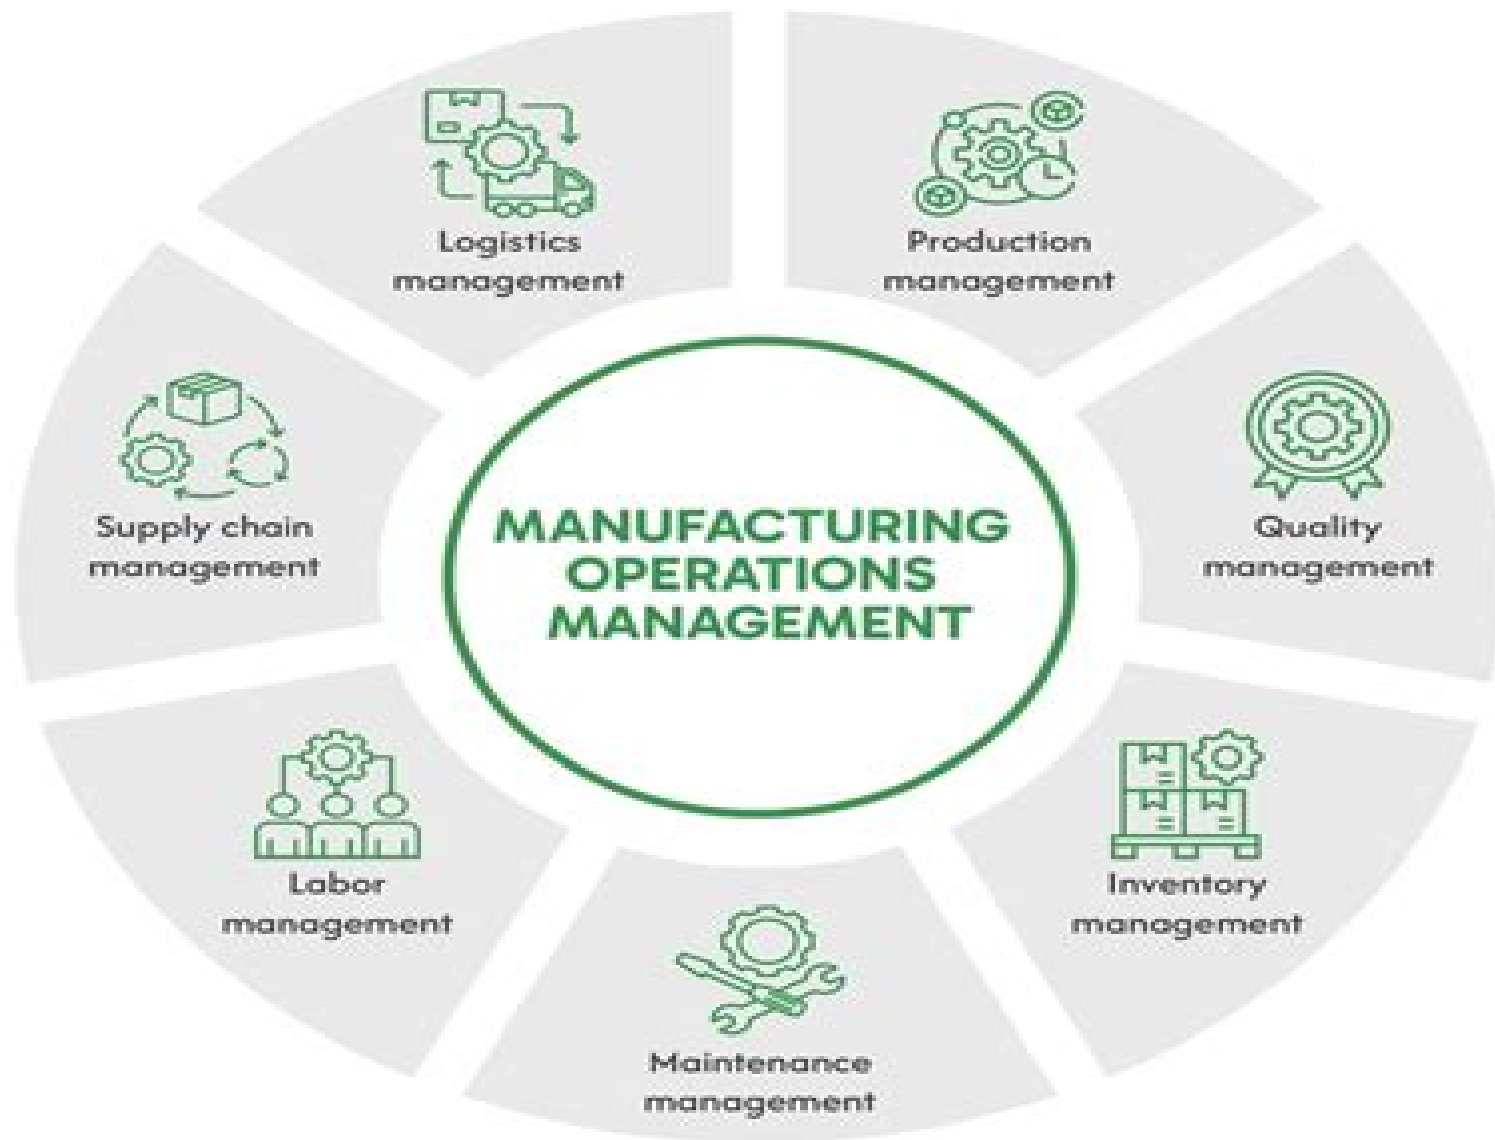 Logistics
management
Production
management
Supply chain
management
MANUFACTURING
OPERATIONS
MANAGEMENT
Quality
management
Labor
management
Inventory
management
Maintenance
management